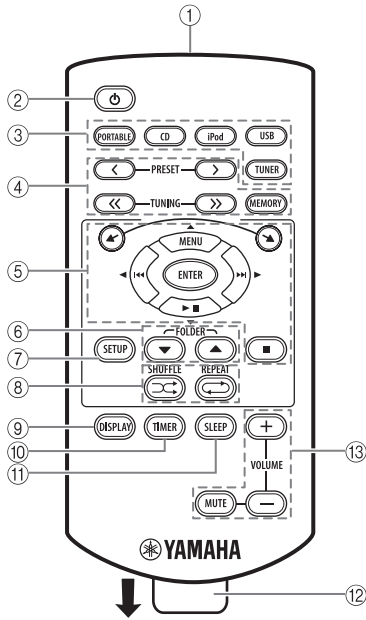 ①
②
③ PORTABLE CD iPod USB
TUNER
④ PRESET
TUNING MEMORY
⑤ MENU
ENTER
⑥ FOLDER
⑦ SETUP
⑧ SHUFFLE REPEAT
⑨ DISPLAY TIMER SLEEP
⑩
⑪
+
VOLUME ⑬
MUTE −
YAMAHA
⑫